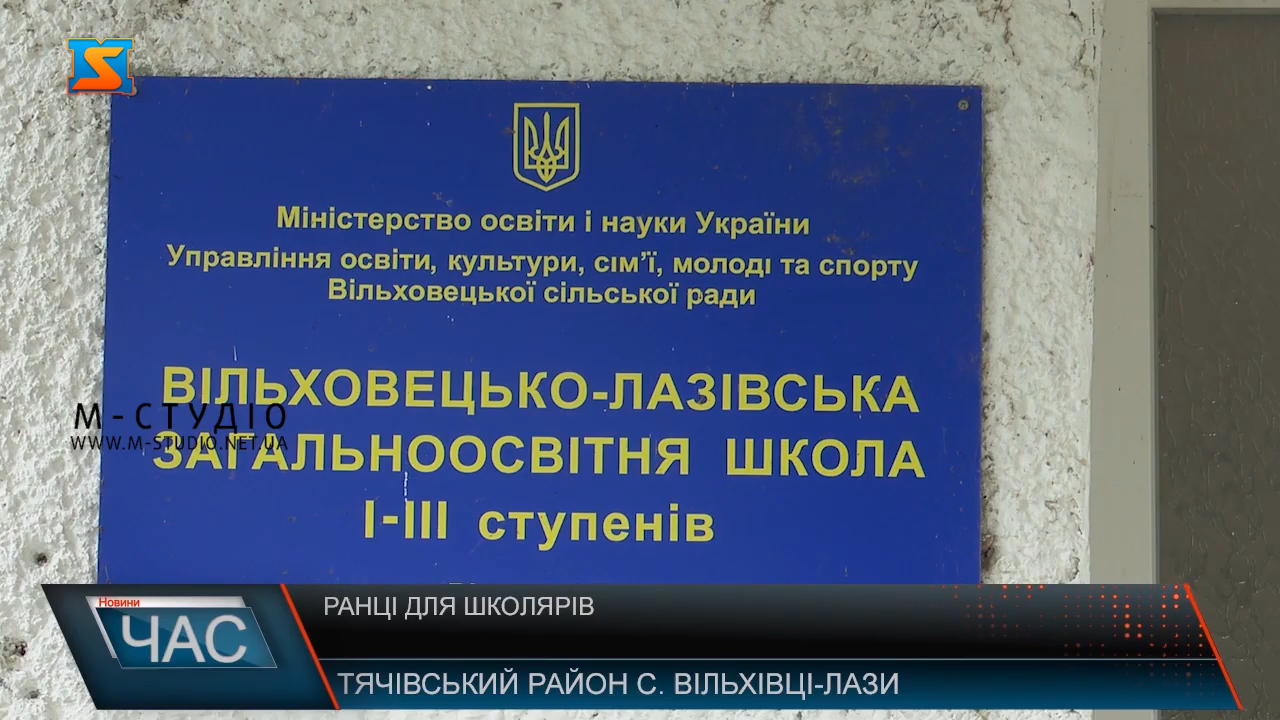 Міністерство освіти і науки України
Управління освіти, культури, сім'ї, молоді та спорту
Вільховецької сільської ради
ВІЛЬХОВЕЦЬКО-ЛАЗІВСЬКА
М-СТУДІО
WWW.M-STUDIO.NET.UA
ЗАГАЛЬНООСВІТНЯ ШКОЛА
І-ІІІ ступенів
Новини
ЧАС
РАНЦІ ДЛЯ ШКОЛЯРІВ
ТЯЧІВСЬКИЙ РАЙОН С. ВІЛЬХІВЦІ-ЛАЗИ